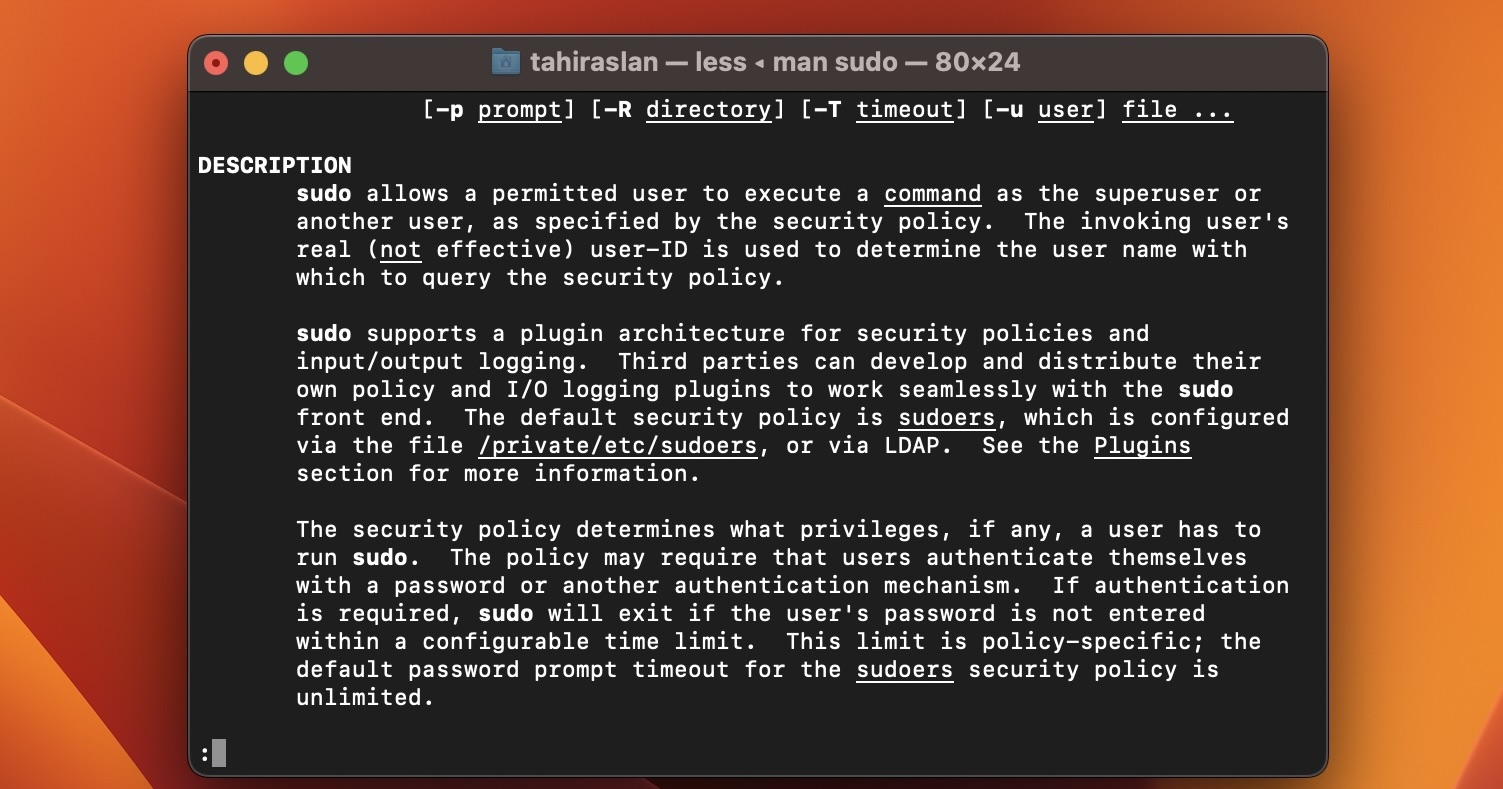 tahiraslan — less ◂ man sudo — 80×24
[-p prompt] [-R directory] [-T timeout] [-u user] file ...
DESCRIPTION
sudo allows a permitted user to execute a command as the superuser or
another user, as specified by the security policy.  The invoking user's
real (not effective) user-ID is used to determine the user name with
which to query the security policy.
sudo supports a plugin architecture for security policies and
input/output logging.  Third parties can develop and distribute their
own policy and I/O logging plugins to work seamlessly with the sudo
front end.  The default security policy is sudoers, which is configured
via the file /private/etc/sudoers, or via LDAP.  See the Plugins
section for more information.
The security policy determines what privileges, if any, a user has to
run sudo.  The policy may require that users authenticate themselves
with a password or another authentication mechanism.  If authentication
is required, sudo will exit if the user's password is not entered
within a configurable time limit.  This limit is policy-specific; the
default password prompt timeout for the sudoers security policy is
unlimited.
: